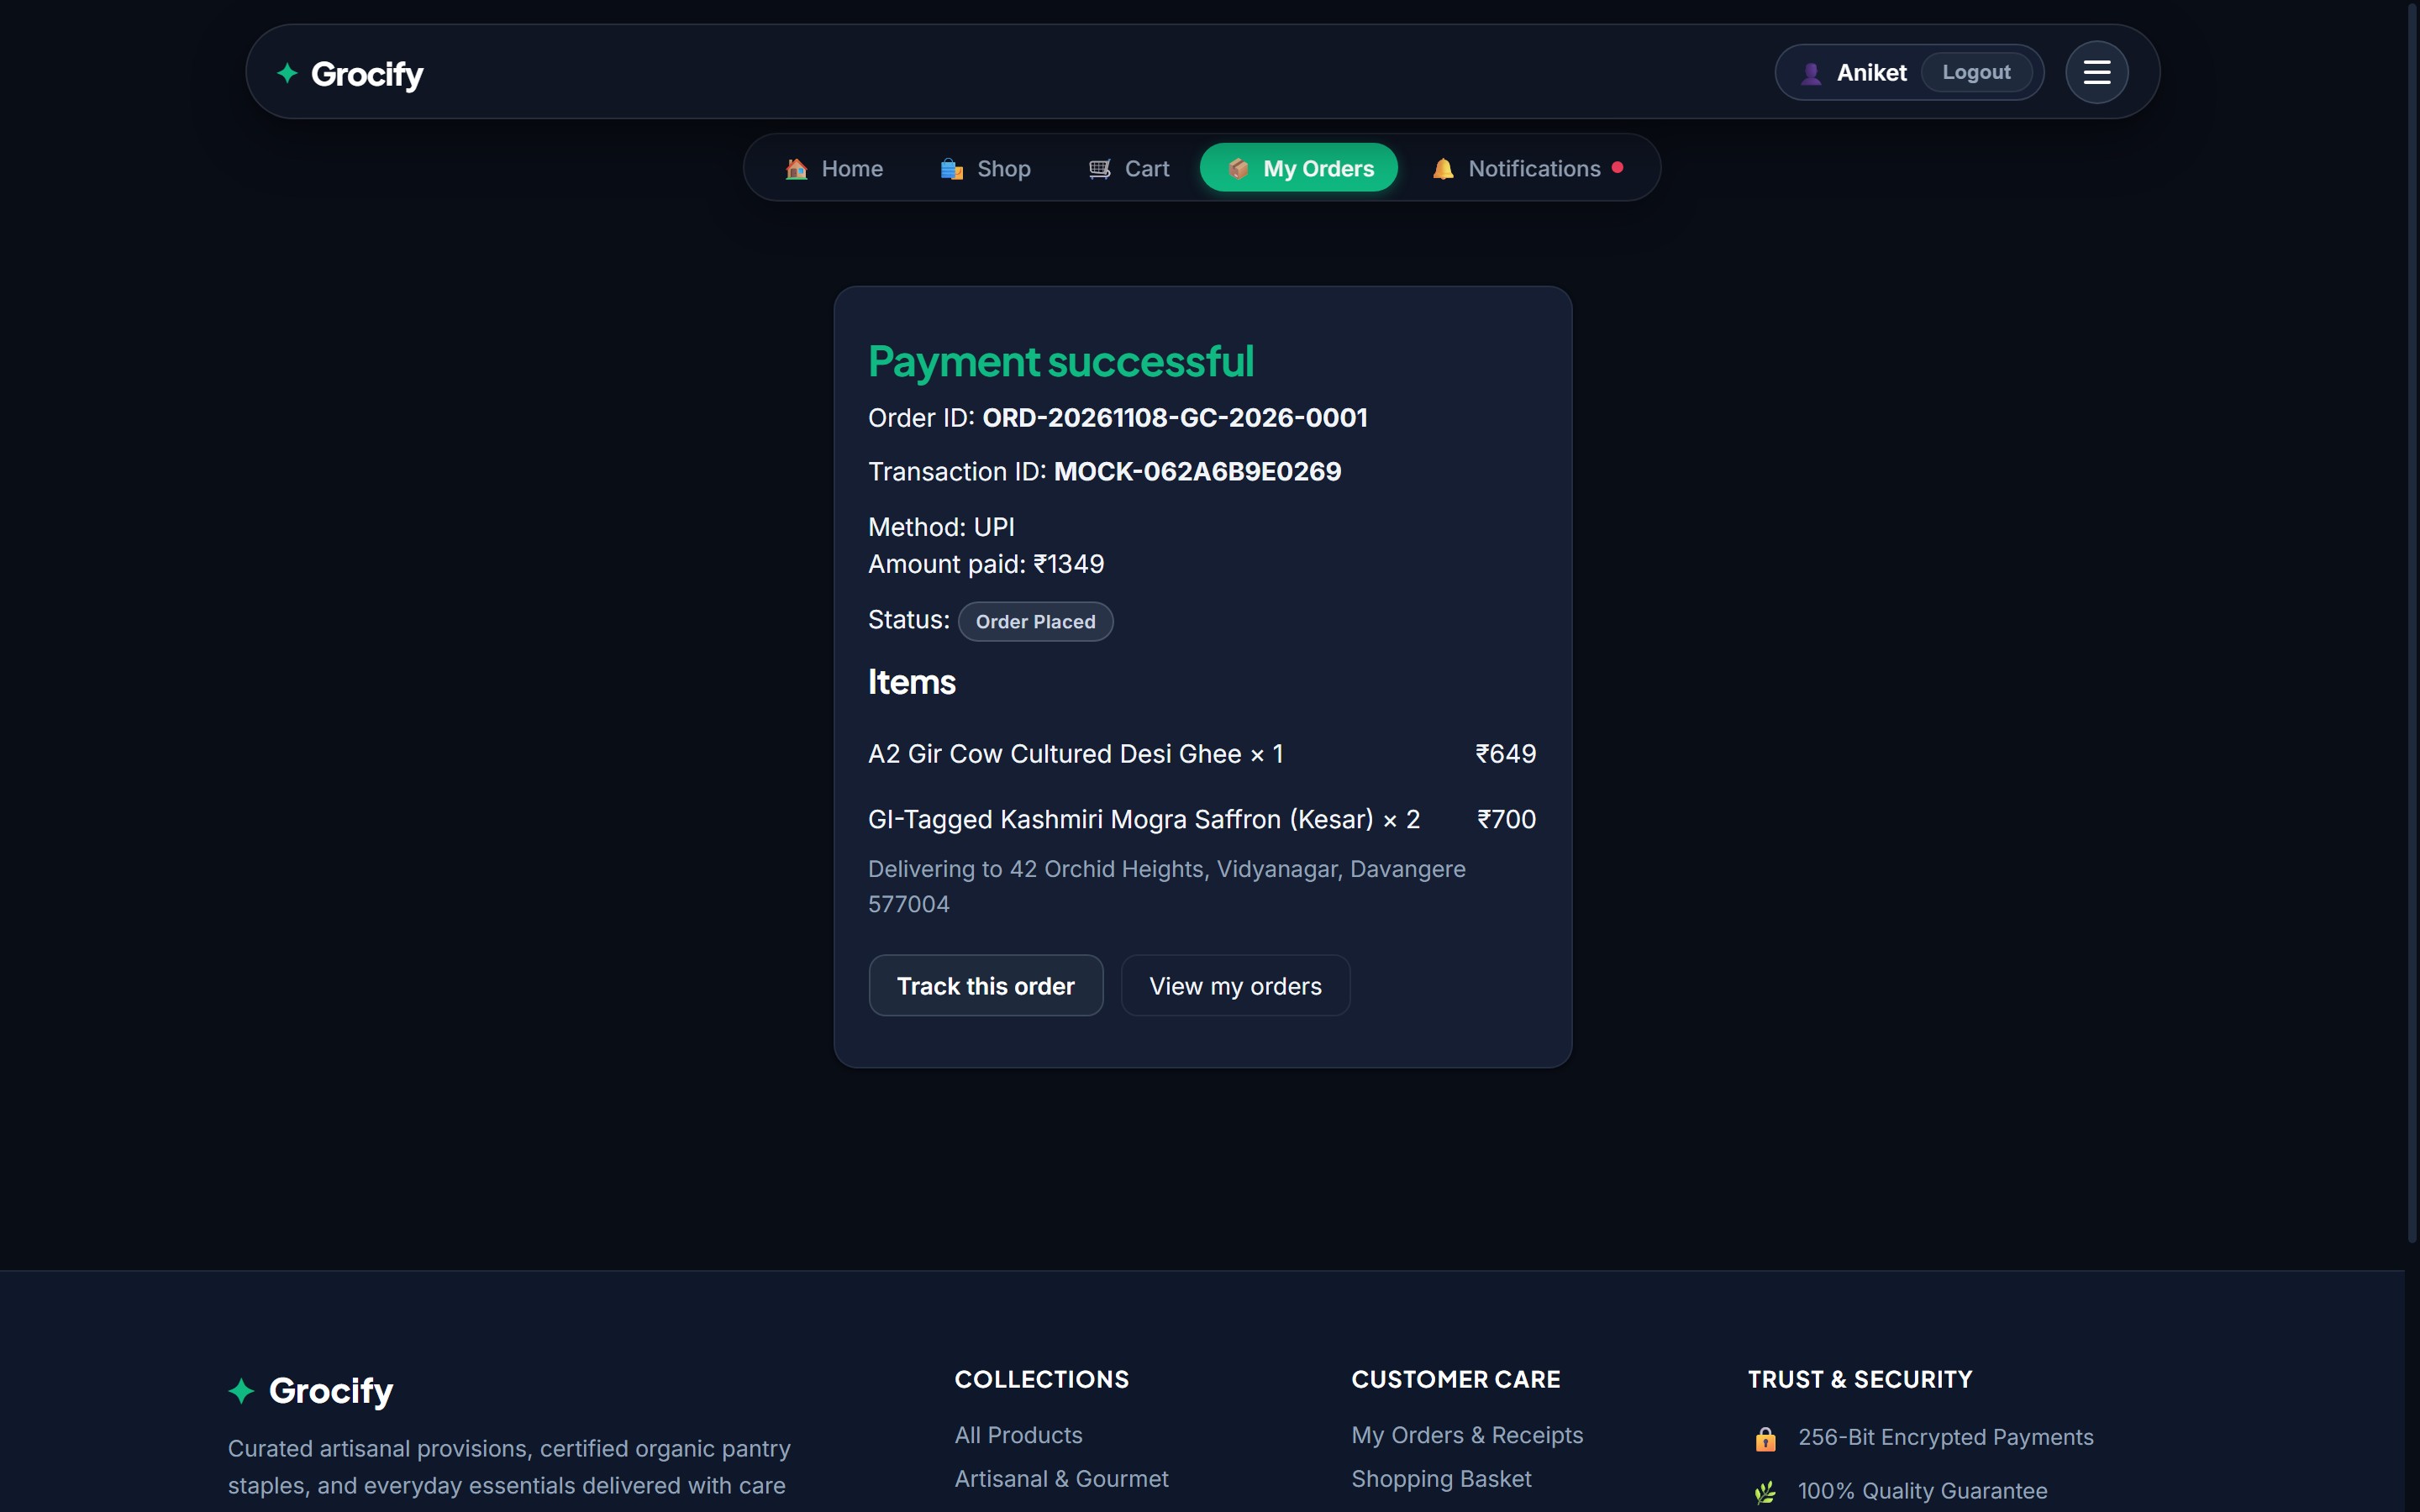 Grocify
Aniket
Logout
Home
Shop
Cart
My Orders
Notifications
Payment successful
Order ID: ORD-20261108-GC-2026-0001
Transaction ID: MOCK-062A6B9E0269
Method: UPI
Amount paid: ₹1349
Status: Order Placed
Items
A2 Gir Cow Cultured Desi Ghee × 1 ₹649
GI-Tagged Kashmiri Mogra Saffron (Kesar) × 2 ₹700
Delivering to 42 Orchid Heights, Vidyanagar, Davangere
577004
Track this order
View my orders
Grocify
Curated artisanal provisions, certified organic pantry
staples, and everyday essentials delivered with care
COLLECTIONS
All Products
Artisanal & Gourmet
CUSTOMER CARE
My Orders & Receipts
Shopping Basket
TRUST & SECURITY
256-Bit Encrypted Payments
100% Quality Guarantee